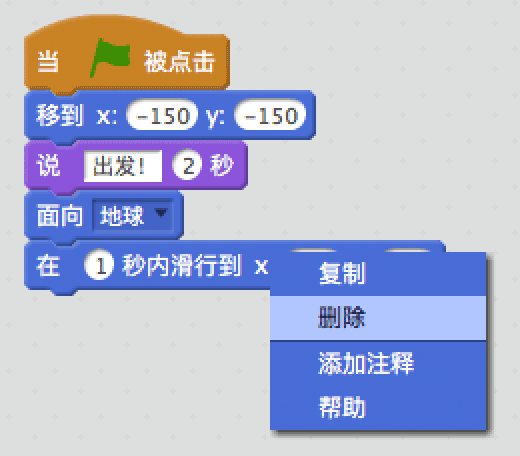 当 被点击
移到 x: -150 y: -150
说 出发! 2 秒
面向 地球
在 1 秒内滑行到 x
复制
删除
添加注释
帮助